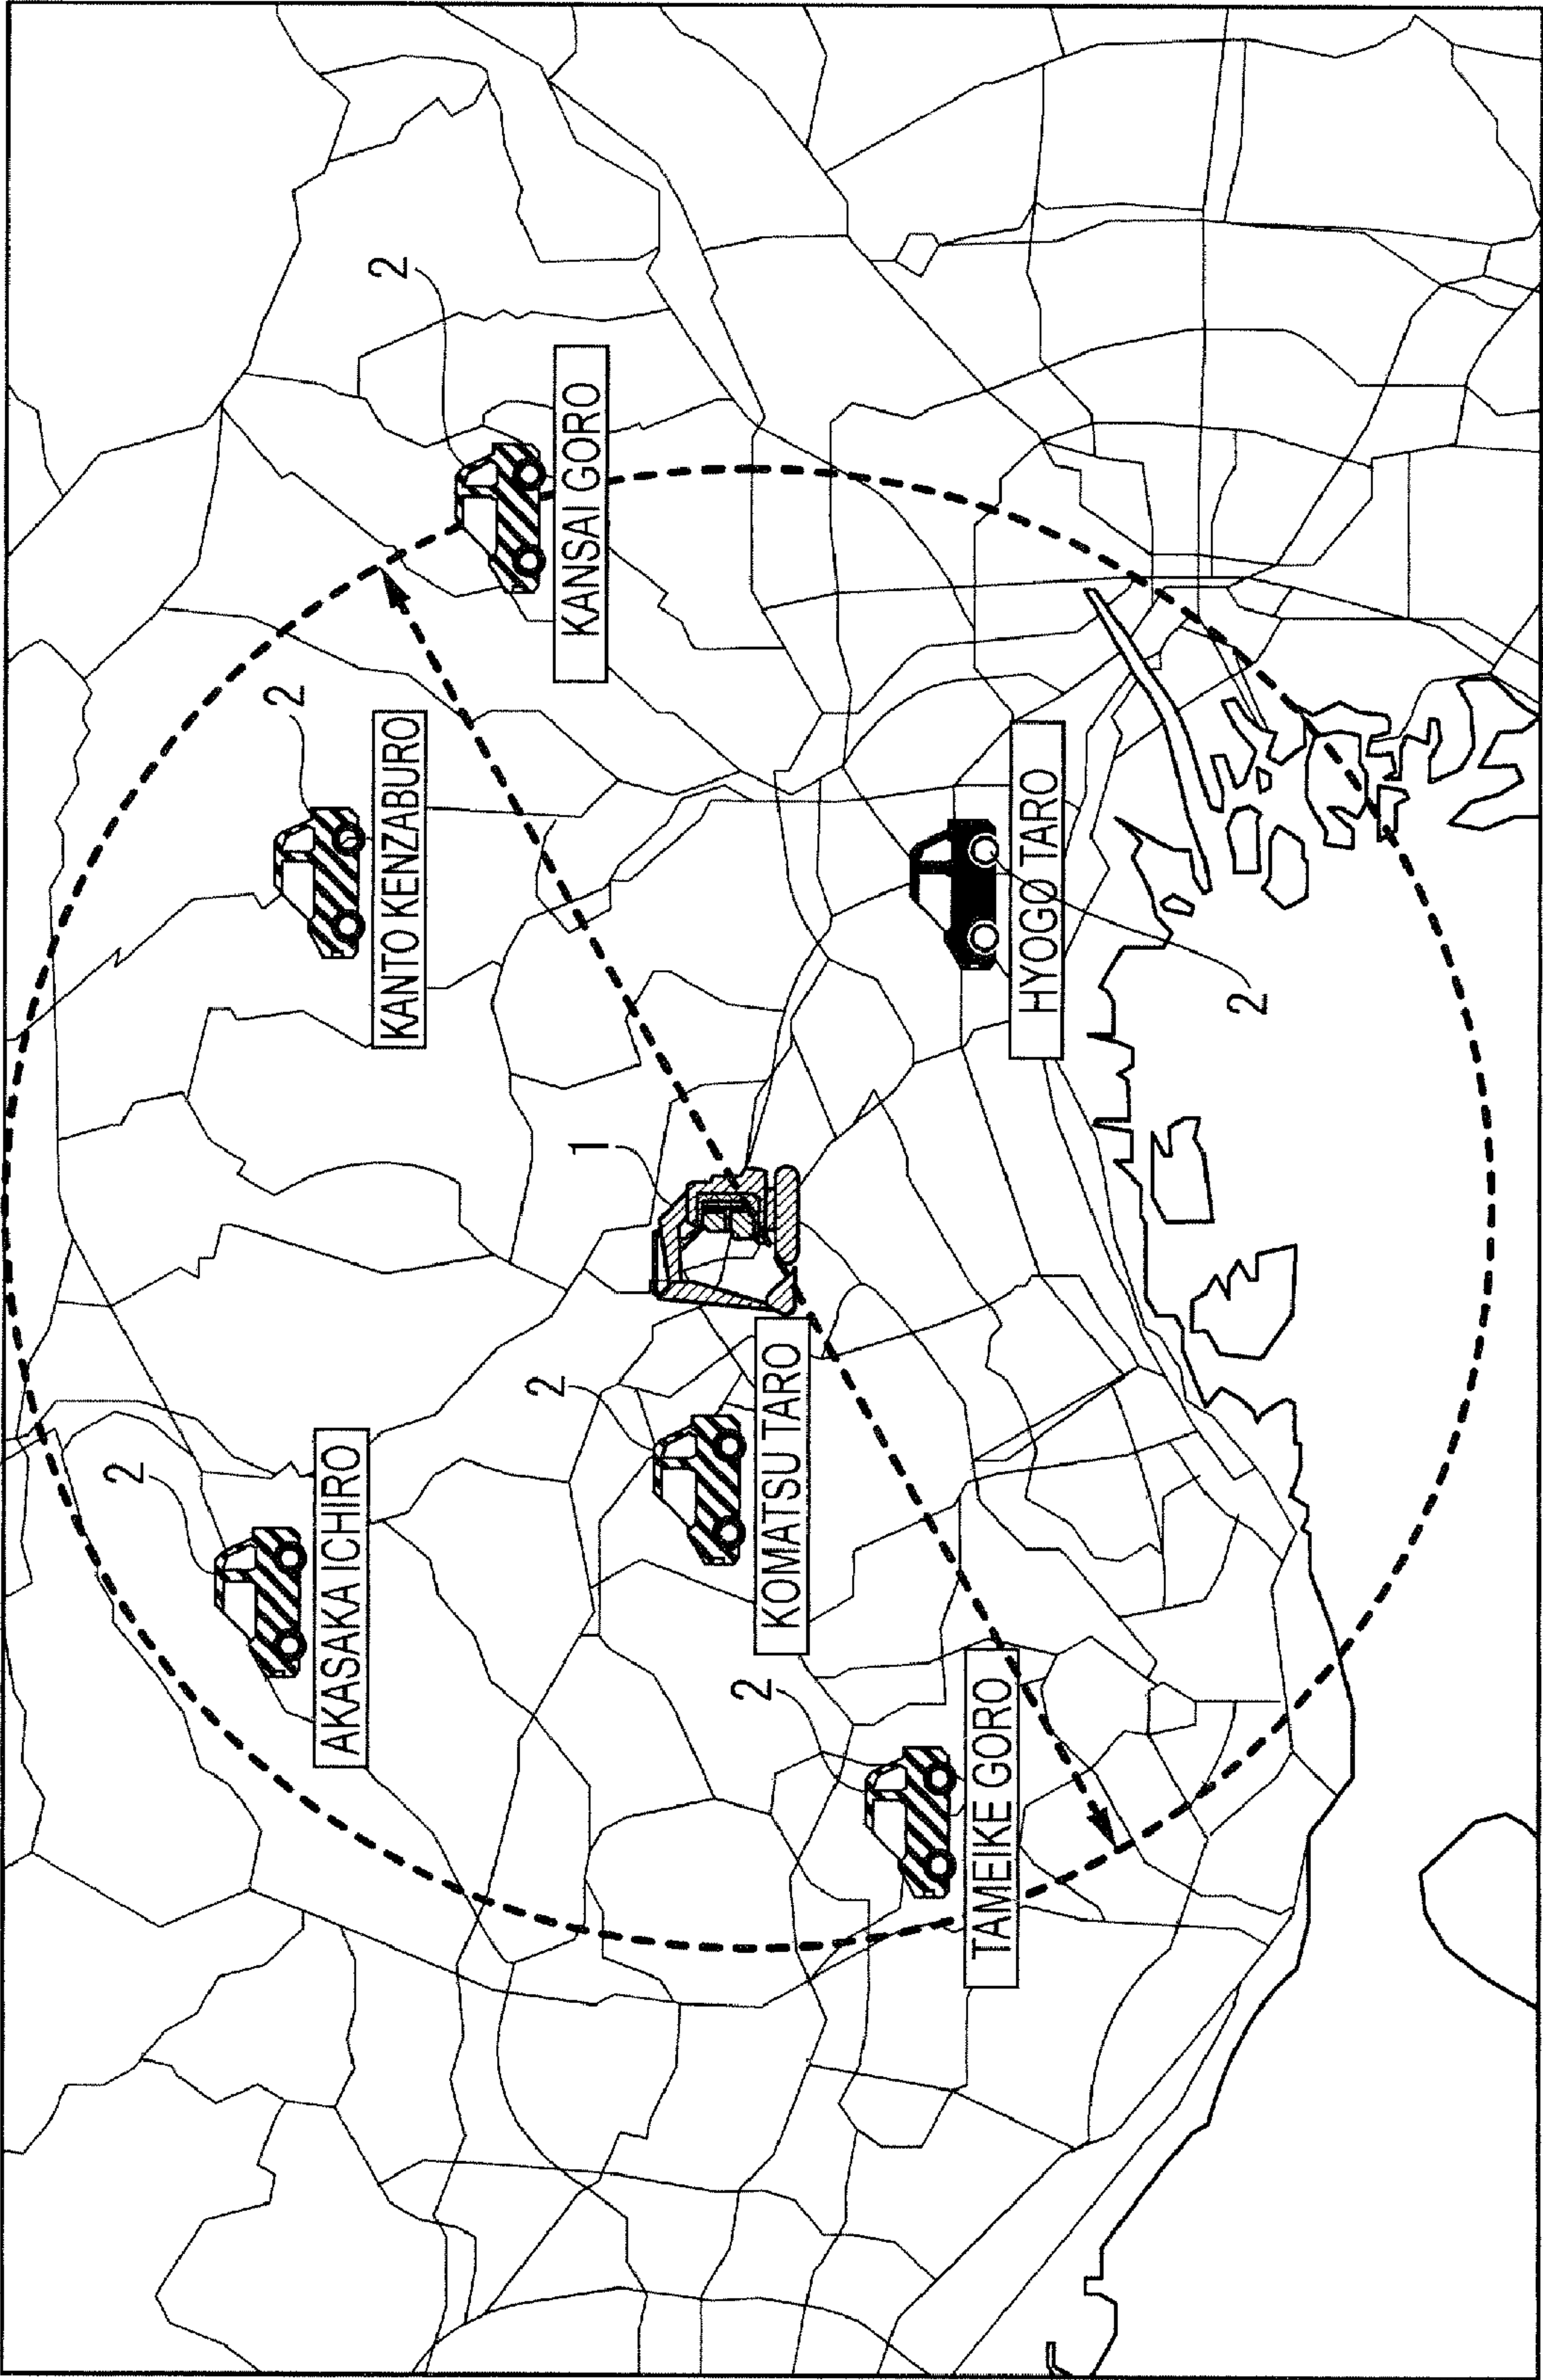 2
AKASAKA ICHIRO
2
KANTO KENZABURO
2
KANSAI GORO
1
2
KOMATSU TARO
2
TAMEIKE GORO
HYOGO TARO
2